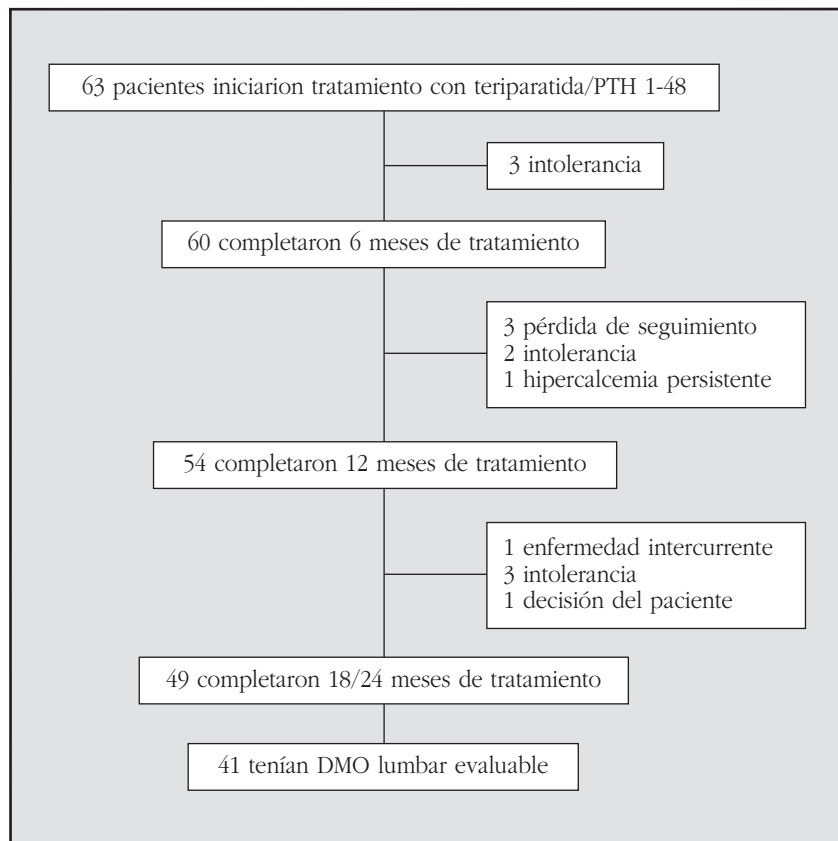 63 pacientes iniciarion tratamiento con teriparatida/PTH 1-48
3 intolerancia
60 completaron 6 meses de tratamiento
3 pérdida de seguimiento
2 intolerancia
1 hipercalcemia persistente
54 completaron 12 meses de tratamiento
1 enfermedad intercurrente
3 intolerancia
1 decisión del paciente
49 completaron 18/24 meses de tratamiento
41 tenían DMO lumbar evaluable